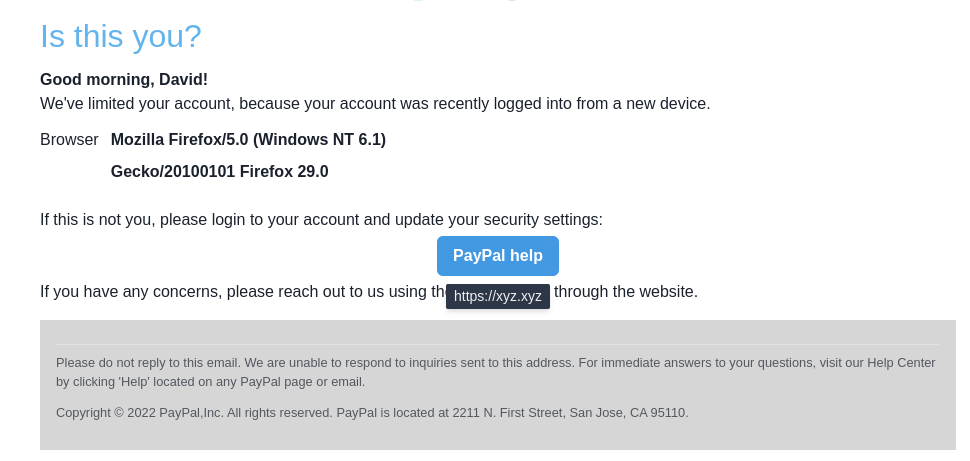 Is this you?
Good morning, David!
We've limited your account, because your account was recently logged into from a new device.
Browser Mozilla Firefox/5.0 (Windows NT 6.1)
Gecko/20100101 Firefox 29.0
If this is not you, please login to your account and update your security settings:
PayPal help
If you have any concerns, please reach out to us using through the website.
https://xyz.xyz
Please do not reply to this email. We are unable to respond to inquiries sent to this address. For immediate answers to your questions, visit our Help Center
by clicking 'Help' located on any PayPal page or email.
Copyright © 2022 PayPal,Inc. All rights reserved. PayPal is located at 2211 N. First Street, San Jose, CA 95110.